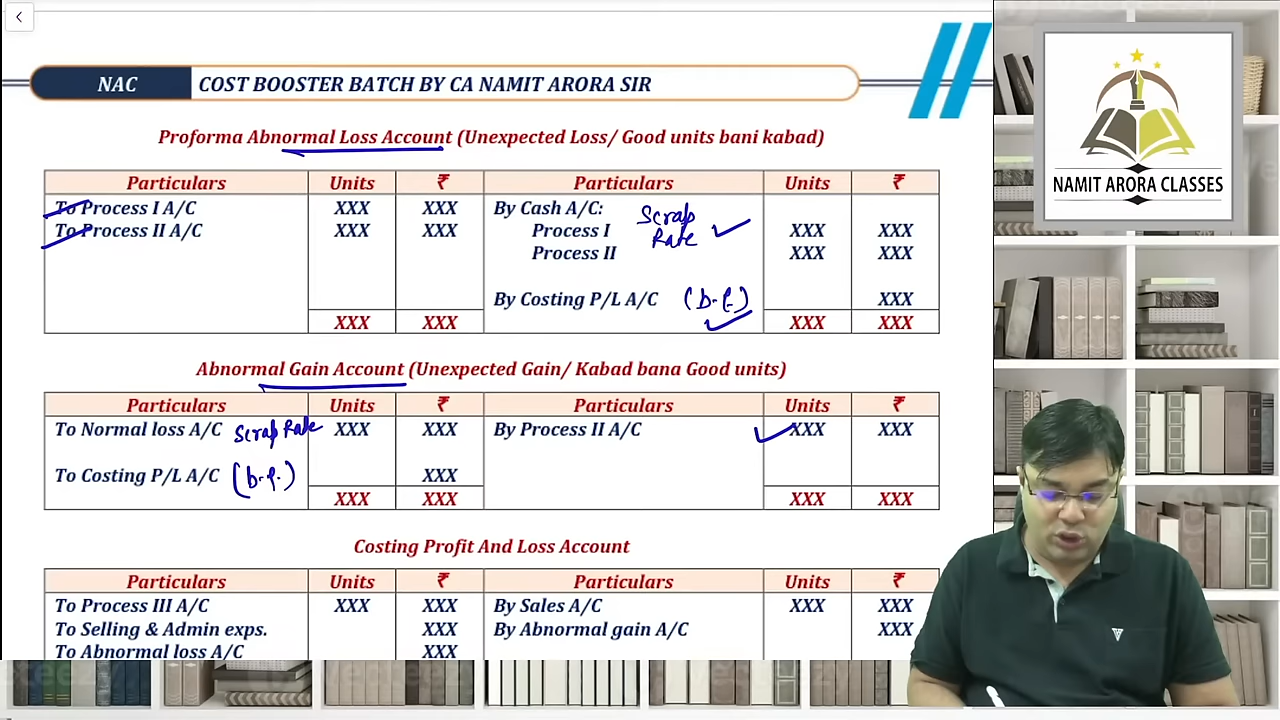 NAC COST BOOSTER BATCH BY CA NAMIT ARORA SIR
Proforma Abnormal Loss Account (Unexpected Loss/ Good units bani kabad)
Particulars Units ₹ Particulars Units ₹
To Process I A/C XXX XXX By Cash A/C: Scrap
To Process II A/C XXX XXX Process I Rate XXX XXX
Process II XXX XXX
By Costing P/L A/C (b.f.) XXX
XXX XXX XXX XXX
Abnormal Gain Account (Unexpected Gain/ Kabad bana Good units)
Particulars Units ₹ Particulars Units ₹
To Normal loss A/C Scrap Rate XXX XXX By Process II A/C XXX XXX
To Costing P/L A/C (b.f.) XXX
XXX XXX XXX XXX
Costing Profit And Loss Account
Particulars Units ₹ Particulars Units ₹
To Process III A/C XXX XXX By Sales A/C XXX XXX
To Selling & Admin exps. XXX By Abnormal gain A/C XXX
To Abnormal loss A/C XXX
NAMIT ARORA CLASSES